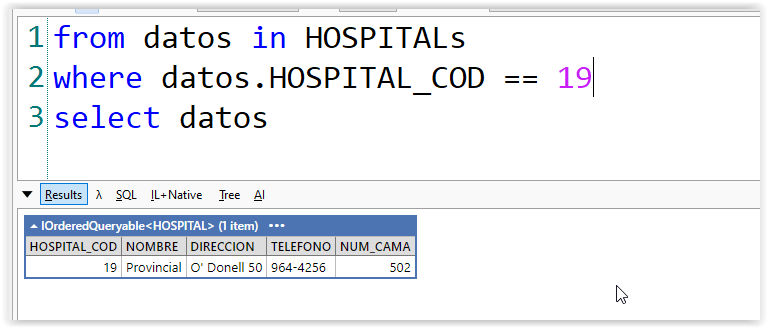 1 from datos in HOSPITALs
2 where datos.HOSPITAL_COD == 19
3 select datos
Results λ SQL IL+Native Tree AI
IOrderedQueryable<HOSPITAL> (1 item) •••
HOSPITAL_COD NOMBRE DIRECCION TELEFONO NUM_CAMA
19 Provincial O' Donell 50 964-4256 502